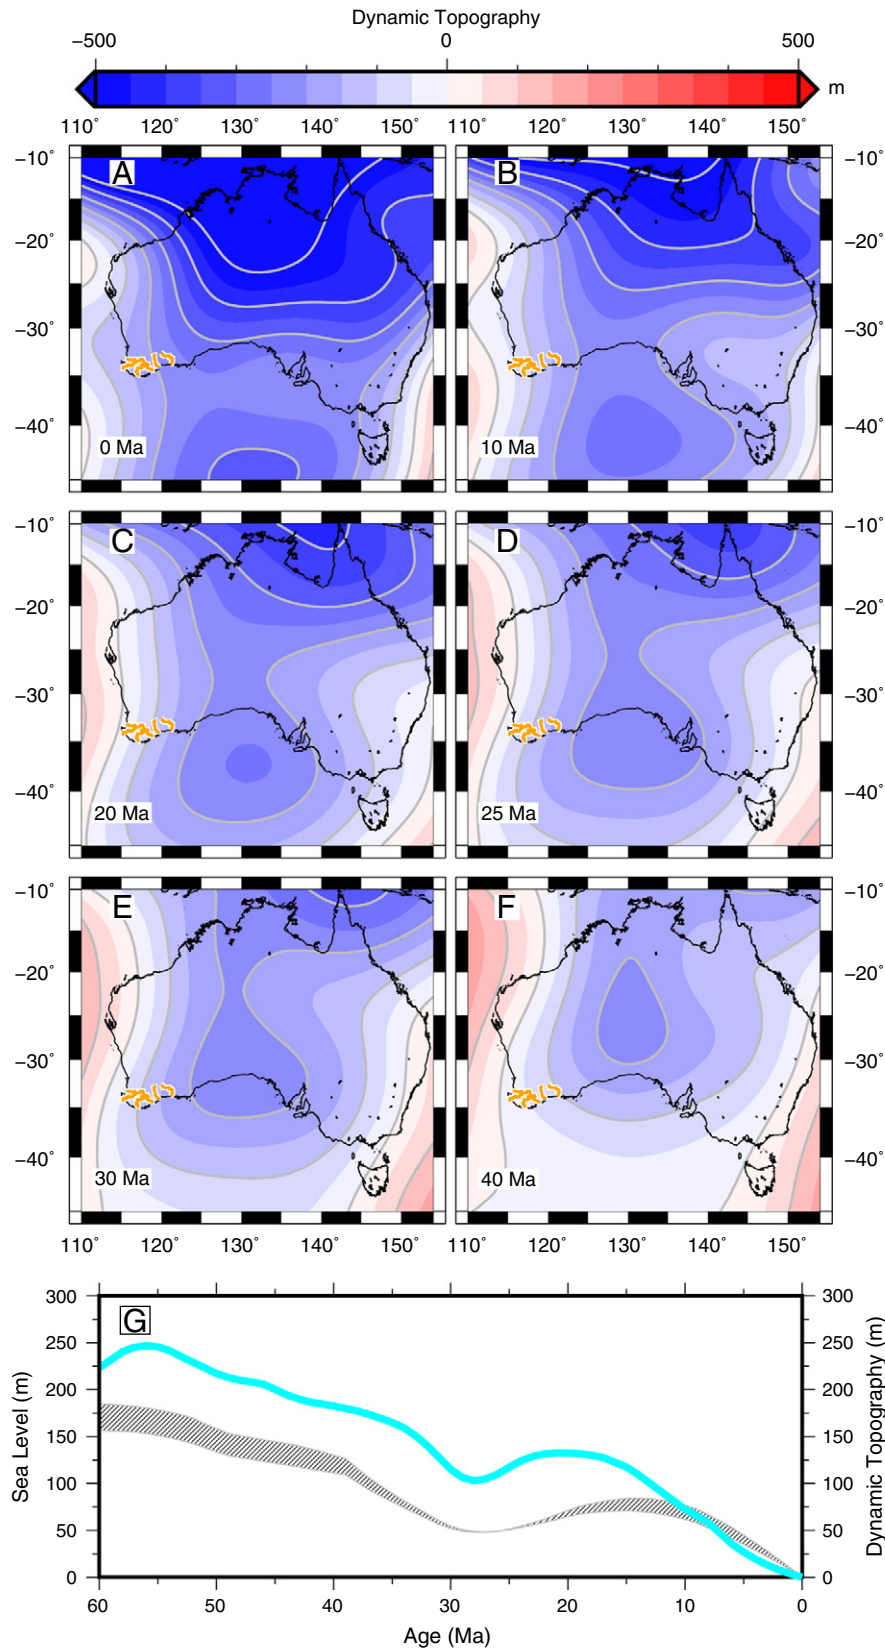 Dynamic Topography
−500 0 500
m
110˚ 120˚ 130˚ 140˚ 150˚ 110˚ 120˚ 130˚ 140˚ 150˚
−10˚ A B −10˚
−20˚ −20˚
−30˚ −30˚
−40˚ −40˚
0 Ma 10 Ma
−10˚ C D −10˚
−20˚ −20˚
−30˚ −30˚
−40˚ −40˚
20 Ma 25 Ma
−10˚ E F −10˚
−20˚ −20˚
−30˚ −30˚
−40˚ −40˚
30 Ma 40 Ma
110˚ 120˚ 130˚ 140˚ 150˚ 110˚ 120˚ 130˚ 140˚ 150˚
300 G 300
250 250
200 200
150 150
100 100
50 50
0 0
Sea Level (m)
Dynamic Topography (m)
60 50 40 30 20 10 0
Age (Ma)